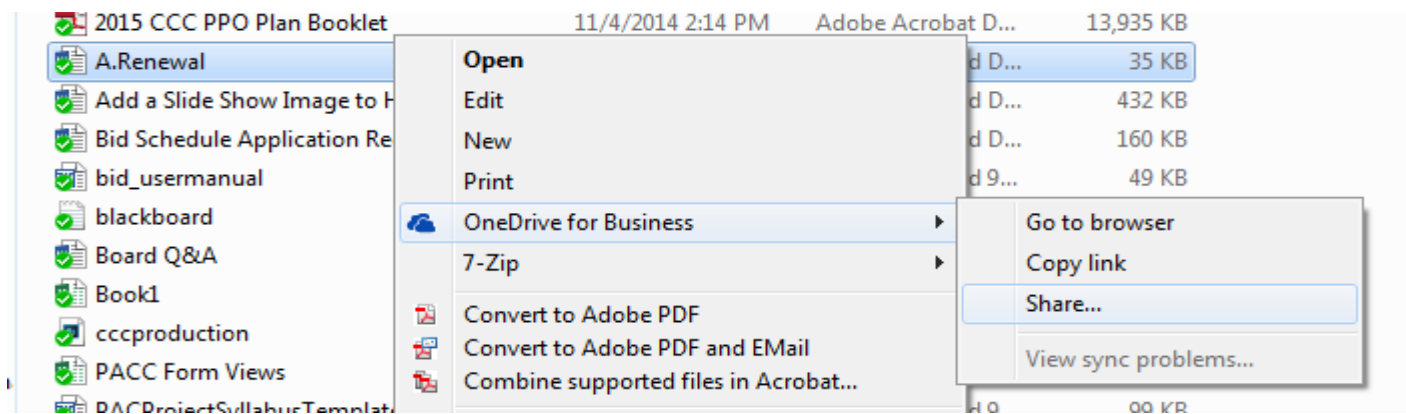 2015 CCC PPO Plan Booklet 11/4/2014 2:14 PM Adobe Acrobat D... 13,935 KB
A.Renewal d D... 35 KB
Add a Slide Show Image to H d D... 432 KB
Bid Schedule Application Re d D... 160 KB
bid_usermanual d 9... 49 KB
blackboard
Board Q&A
Book1
cccproduction
PACC Form Views
PACProjectSyllabusTemplate d 9 99 KB
Open
Edit
New
Print
OneDrive for Business
7-Zip
Convert to Adobe PDF
Convert to Adobe PDF and EMail
Combine supported files in Acrobat...
Go to browser
Copy link
Share...
View sync problems...